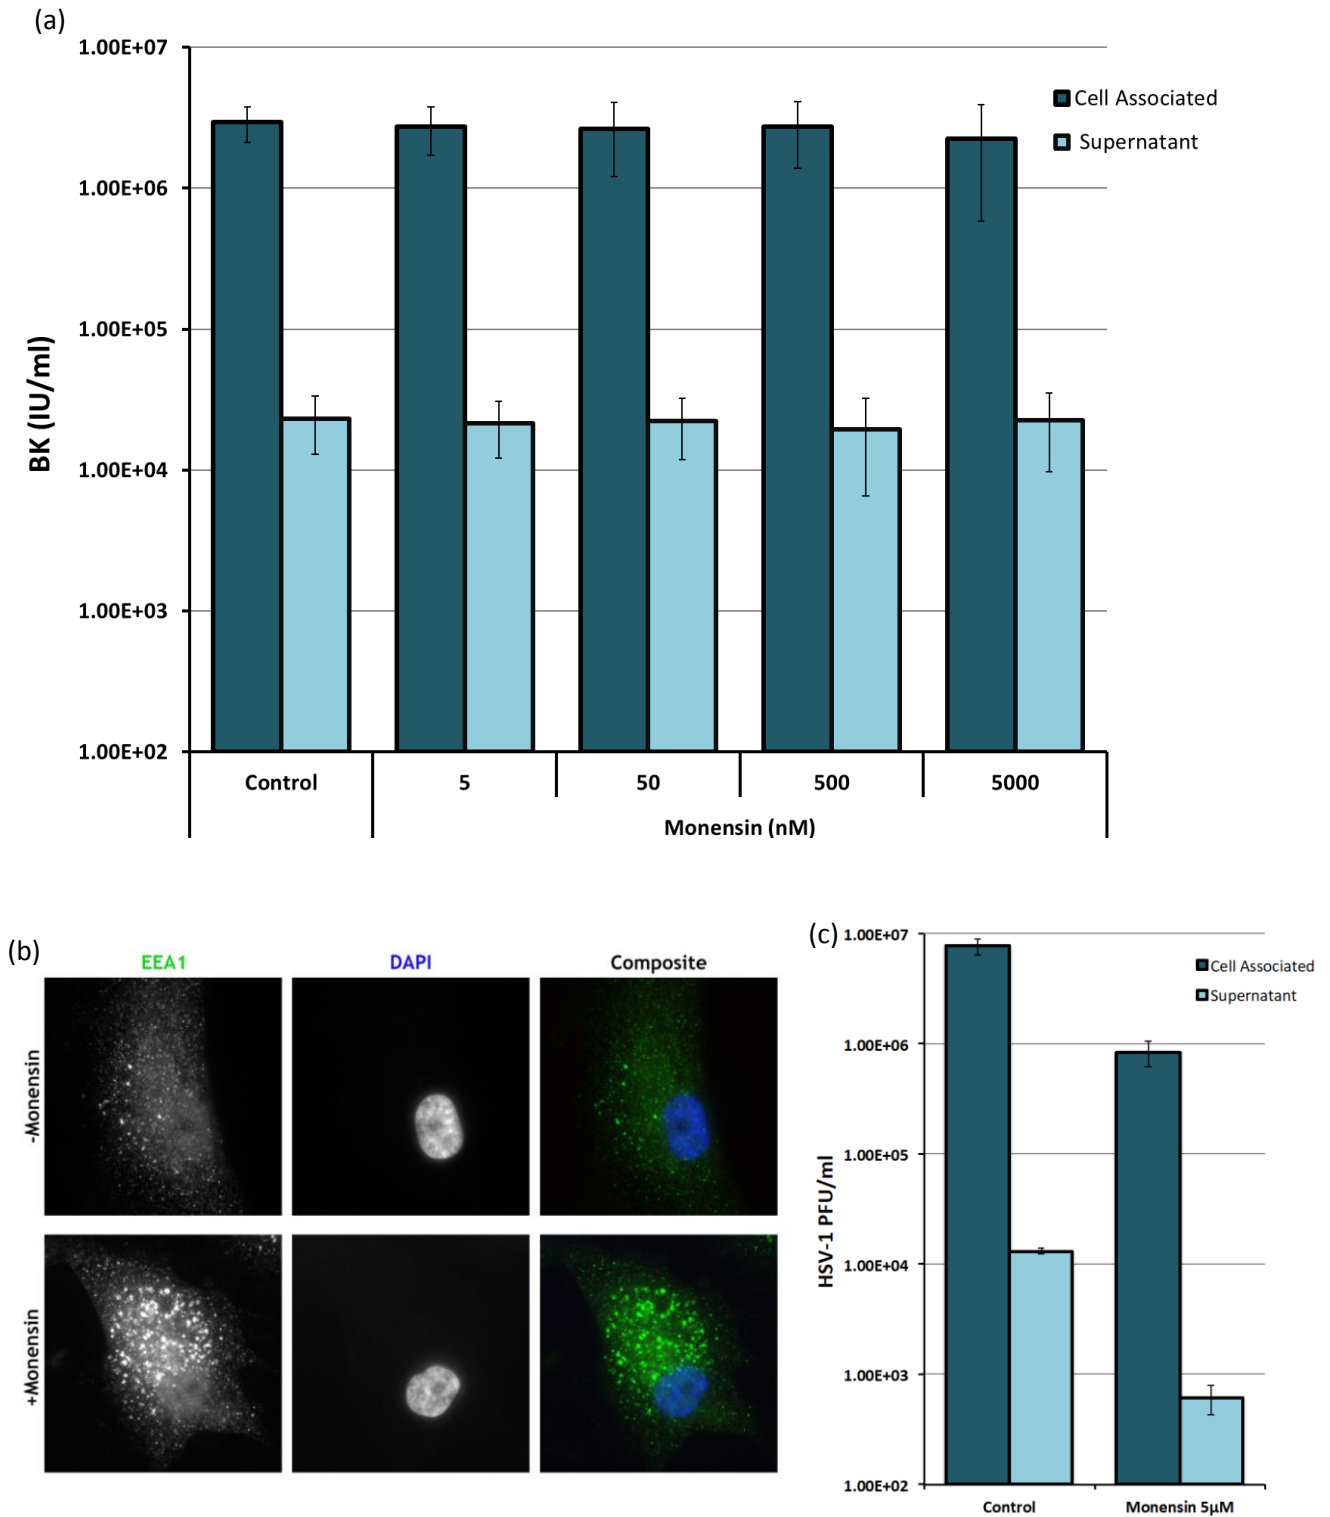 (a)
1.00E+07
1.00E+06
1.00E+05
1.00E+04
1.00E+03
1.00E+02
BK (IU/ml)
Cell Associated
Supernatant
Control
5
50
500
5000
Monensin (nM)
(b)
EEA1
DAPI
Composite
-Monensin
+Monensin
(c)
1.00E+07
1.00E+06
1.00E+05
1.00E+04
1.00E+03
1.00E+02
HSV-1 PFU/ml
Cell Associated
Supernatant
Control
Monensin 5µM